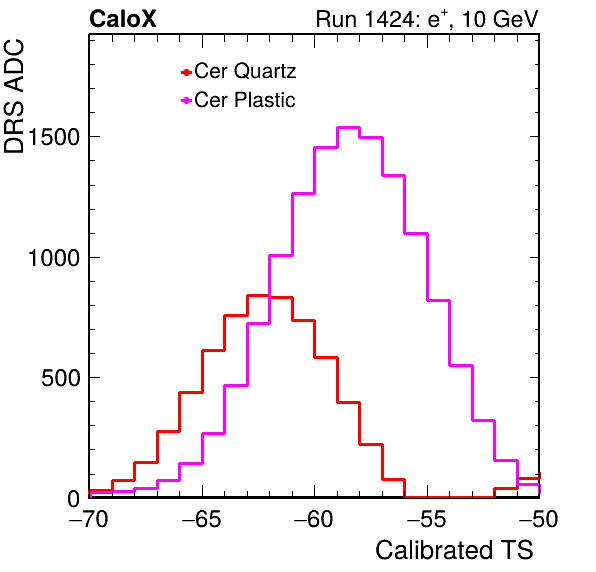 CaloX Run 1424: e⁺, 10 GeV
DRS ADC
Cer Quartz
Cer Plastic
1500
1000
500
0
−70 −65 −60 −55 −50
Calibrated TS